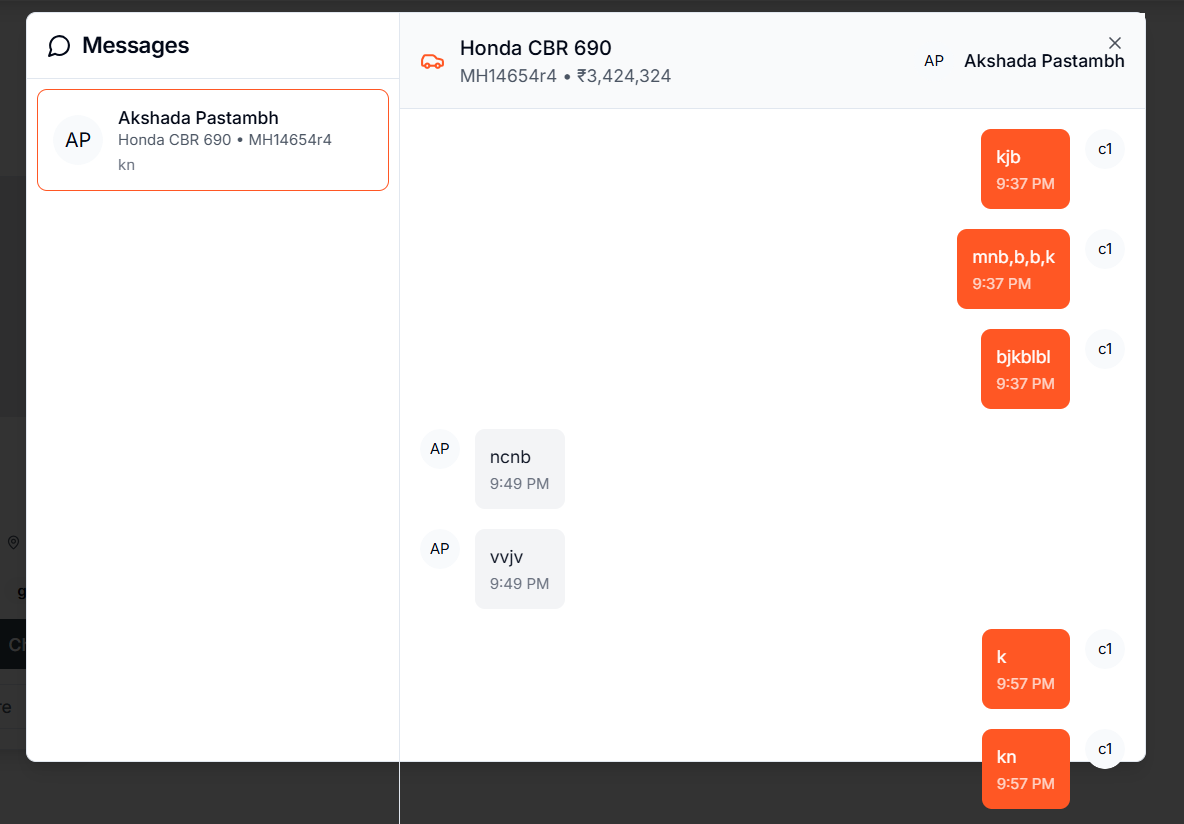 Messages
Akshada Pastambh
AP
Honda CBR 690 • MH14654r4
kn
Honda CBR 690
MH14654r4 • ₹3,424,324
AP Akshada Pastambh
kjb
9:37 PM
c1
mnb,b,b,k
9:37 PM
c1
bjkblbl
9:37 PM
c1
AP
ncnb
9:49 PM
AP
vvjv
9:49 PM
k
9:57 PM
c1
kn
9:57 PM
c1